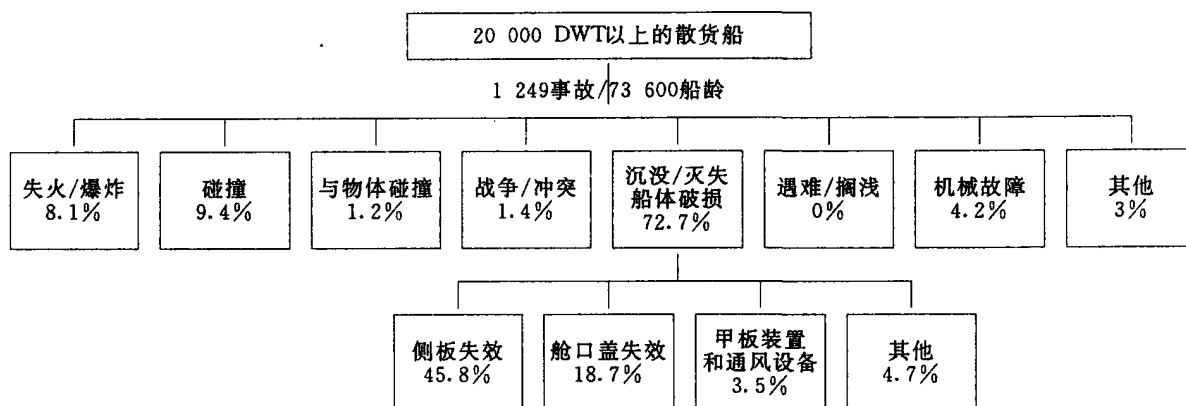 20 000 DWT以上的散货船
1 249事故/73 600船龄
失火/爆炸
8.1%
碰撞
9.4%
与物体碰撞
1.2%
战争/冲突
1.4%
沉没/灭失
船体破损
72.7%
遇难/搁浅
0%
机械故障
4.2%
其他
3%
侧板失效
45.8%
舱口盖失效
18.7%
甲板装置
和通风设备
3.5%
其他
4.7%